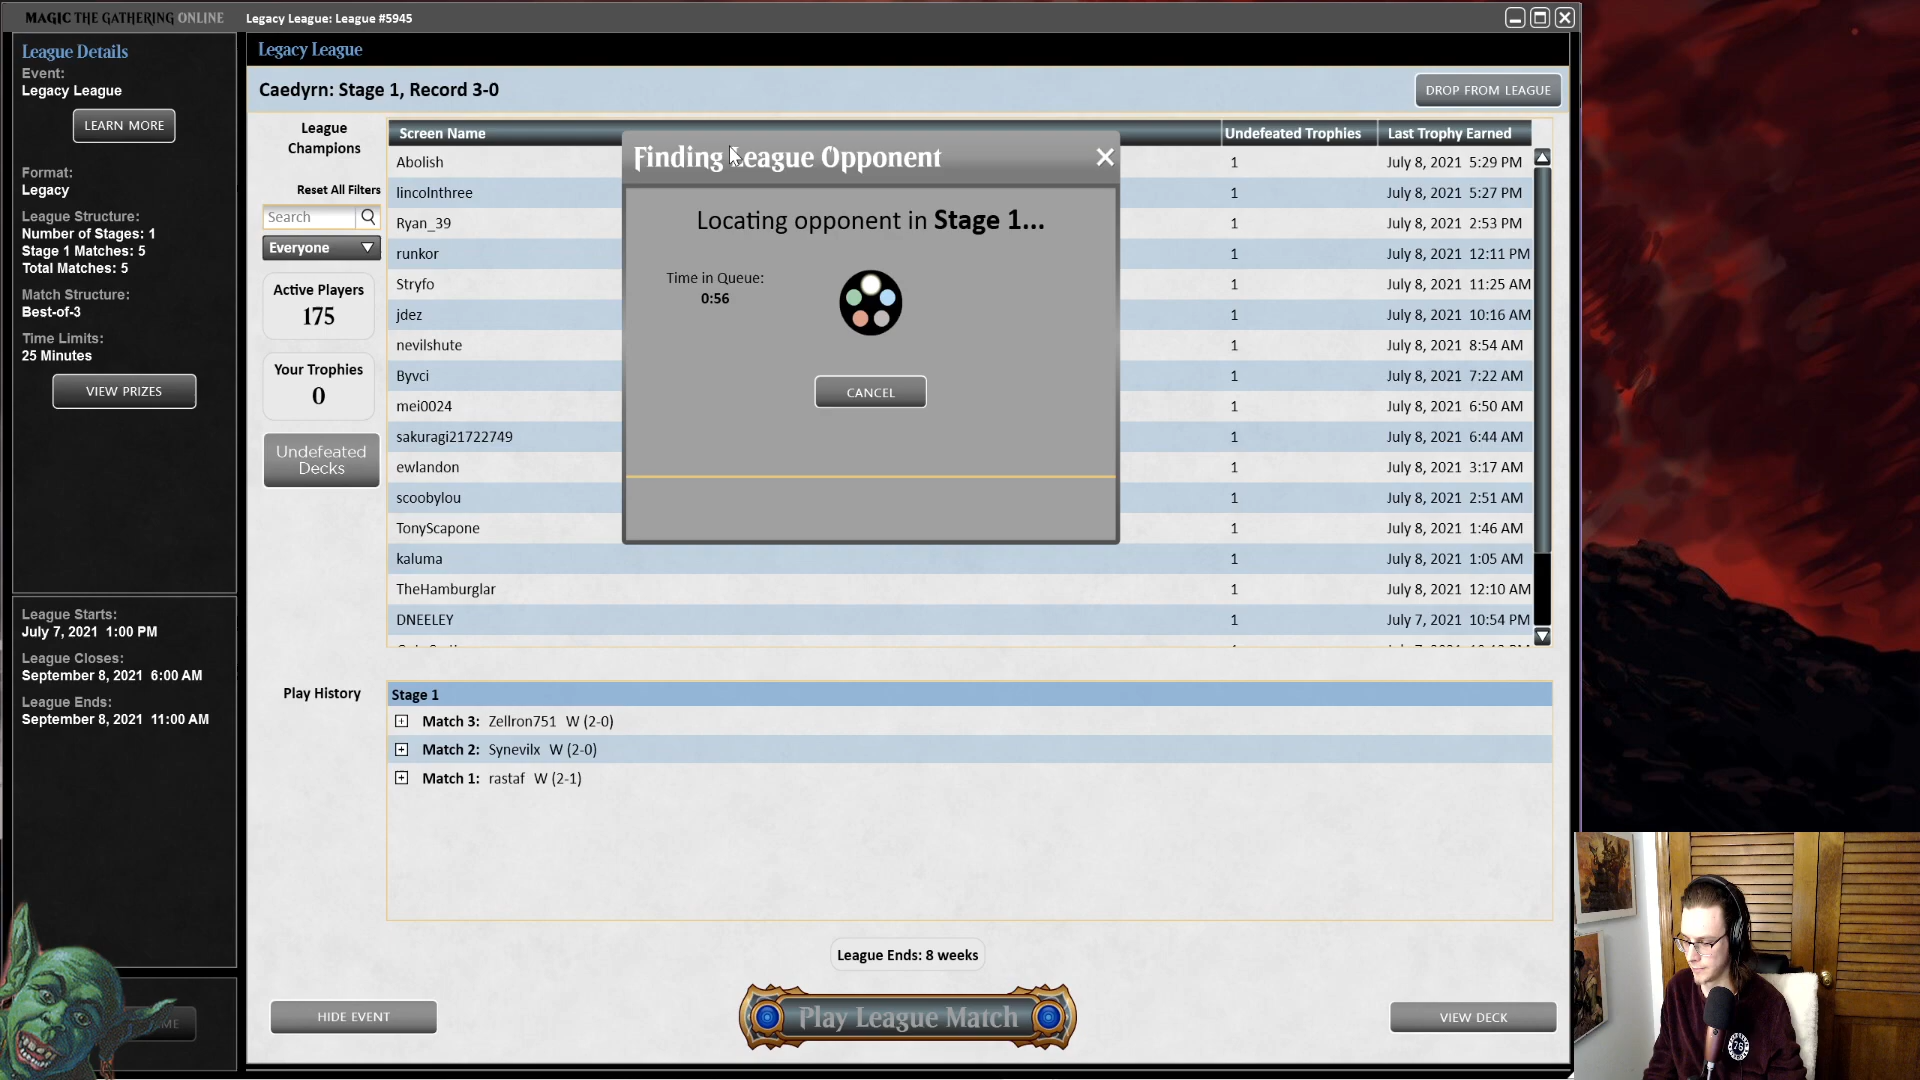 MAGIC THE GATHERING ONLINE
Legacy League: League #5945
League Details
Event:
Legacy League
LEARN MORE
Format:
Legacy
League Structure:
Number of Stages: 1
Stage 1 Matches: 5
Total Matches: 5
Match Structure:
Best-of-3
Time Limits:
25 Minutes
VIEW PRIZES
League Starts:
July 7, 2021 1:00 PM
League Closes:
September 8, 2021 6:00 AM
League Ends:
September 8, 2021 11:00 AM
Legacy League
Caedyrn: Stage 1, Record 3-0
DROP FROM LEAGUE
League
Champions
Reset All Filters
Search
Everyone
Active Players
175
Your Trophies
0
Undefeated
Decks
Screen Name Undefeated Trophies Last Trophy Earned
Abolish 1 July 8, 2021 5:29 PM
lincolnthree 1 July 8, 2021 5:27 PM
Ryan_39 1 July 8, 2021 2:53 PM
runkor 1 July 8, 2021 12:11 PM
Stryfo 1 July 8, 2021 11:25 AM
jdez 1 July 8, 2021 10:16 AM
nevilshute 1 July 8, 2021 8:54 AM
Byvci 1 July 8, 2021 7:22 AM
mei0024 1 July 8, 2021 6:50 AM
sakuragi21722749 1 July 8, 2021 6:44 AM
ewlandon 1 July 8, 2021 3:17 AM
scoobylou 1 July 8, 2021 2:51 AM
TonyScapone 1 July 8, 2021 1:46 AM
kaluma 1 July 8, 2021 1:05 AM
TheHamburglar 1 July 8, 2021 12:10 AM
DNEELEY 1 July 7, 2021 10:54 PM
Finding League Opponent
Locating opponent in Stage 1...
Time in Queue:
0:56
CANCEL
Play History
Stage 1
Match 3: Zellron751 W (2-0)
Match 2: Synevilx W (2-0)
Match 1: rastaf W (2-1)
League Ends: 8 weeks
HIDE EVENT
Play League Match
VIEW DECK